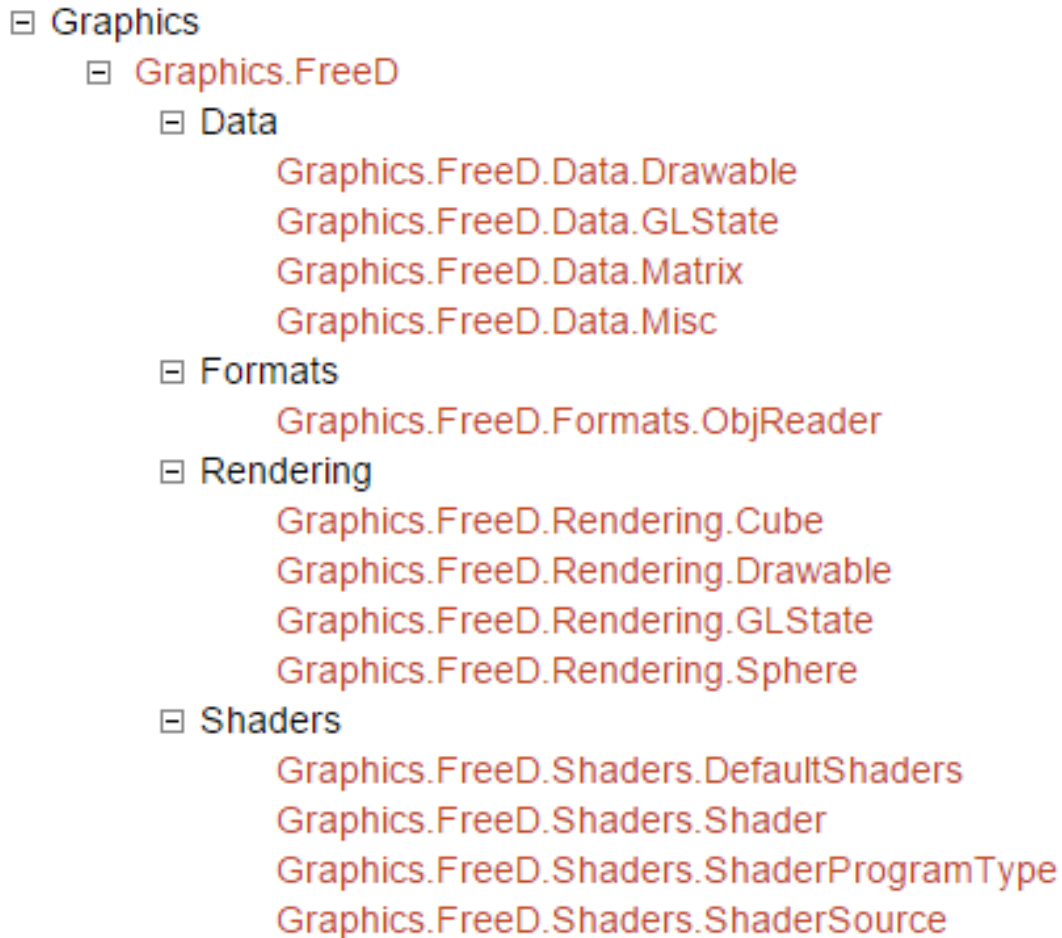 Graphics
Graphics.FreeD
Data
Graphics.FreeD.Data.Drawable
Graphics.FreeD.Data.GLState
Graphics.FreeD.Data.Matrix
Graphics.FreeD.Data.Misc
Formats
Graphics.FreeD.Formats.ObjReader
Rendering
Graphics.FreeD.Rendering.Cube
Graphics.FreeD.Rendering.Drawable
Graphics.FreeD.Rendering.GLState
Graphics.FreeD.Rendering.Sphere
Shaders
Graphics.FreeD.Shaders.DefaultShaders
Graphics.FreeD.Shaders.Shader
Graphics.FreeD.Shaders.ShaderProgramType
Graphics.FreeD.Shaders.ShaderSource